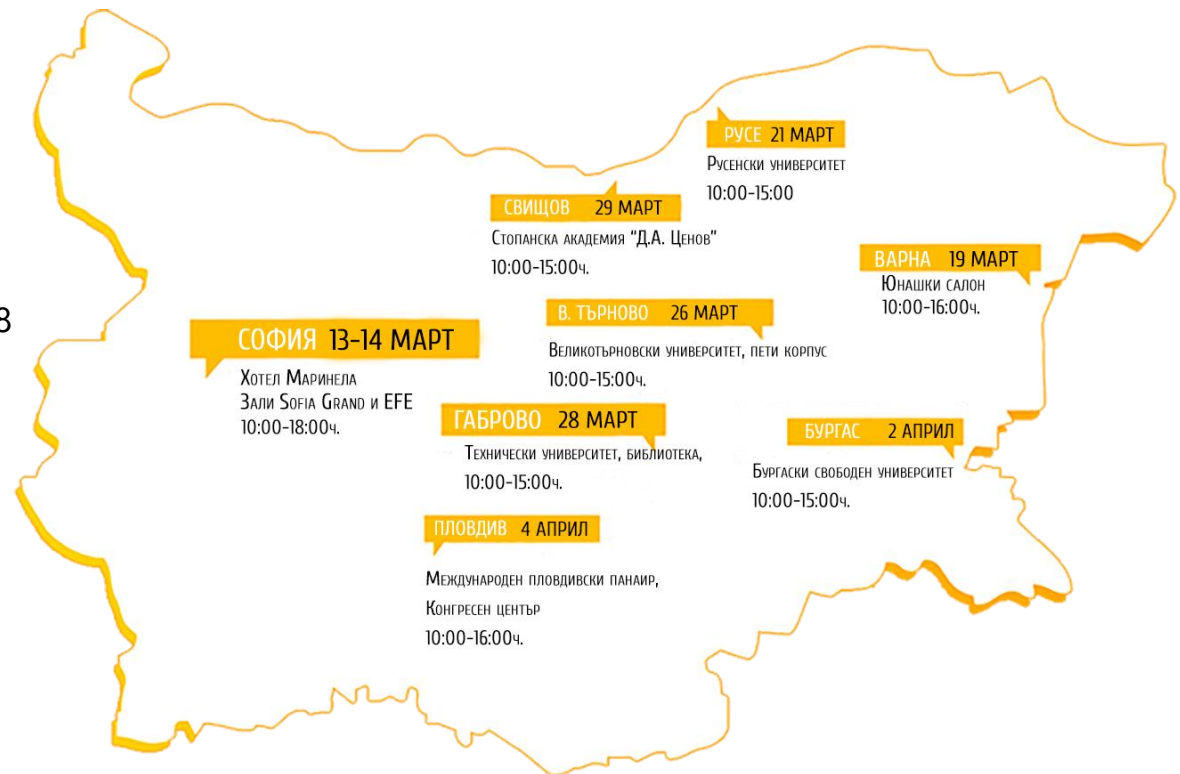 РУСЕ 21 МАРТ
Русенски университет
10:00-15:00
СВИЩОВ 29 МАРТ
Стопанска академия "Д.А. Ценов"
10:00-15:00ч.
ВАРНА 19 МАРТ
Юнашки салон
10:00-16:00ч.
В. ТЪРНОВО 26 МАРТ
Великотърновски университет, пети корпус
10:00-15:00ч.
8
СОФИЯ 13-14 МАРТ
Хотел Маринела
Зали Sofia Grand и EFE
10:00-18:00ч.
ГАБРОВО 28 МАРТ
Технически университет, библиотека,
10:00-15:00ч.
БУРГАС 2 АПРИЛ
Бургаски свободен университет
10:00-15:00ч.
ПЛОВДИВ 4 АПРИЛ
Международен пловдивски панаир,
Конгресен център
10:00-16:00ч.